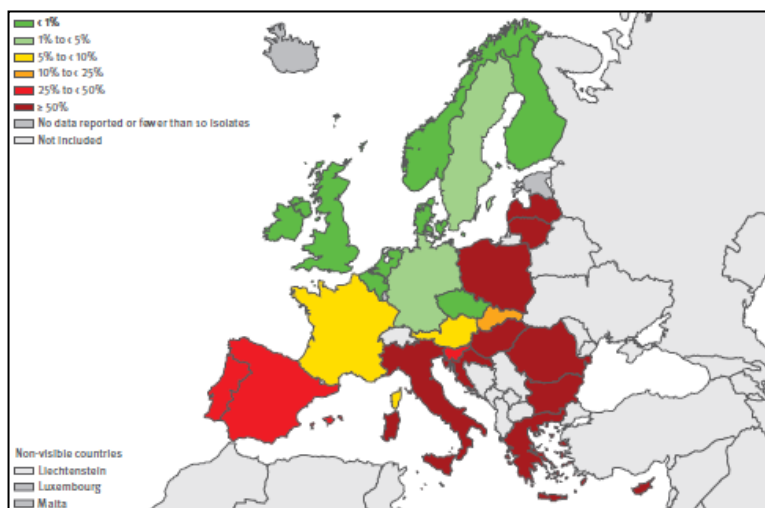 < 1%
1% to < 5%
5% to < 10%
10% to < 25%
25% to < 50%
≥ 50%
No data reported or fewer than 10 isolates
Not included
Non-visible countries
Liechtenstein
Luxembourg
Malta